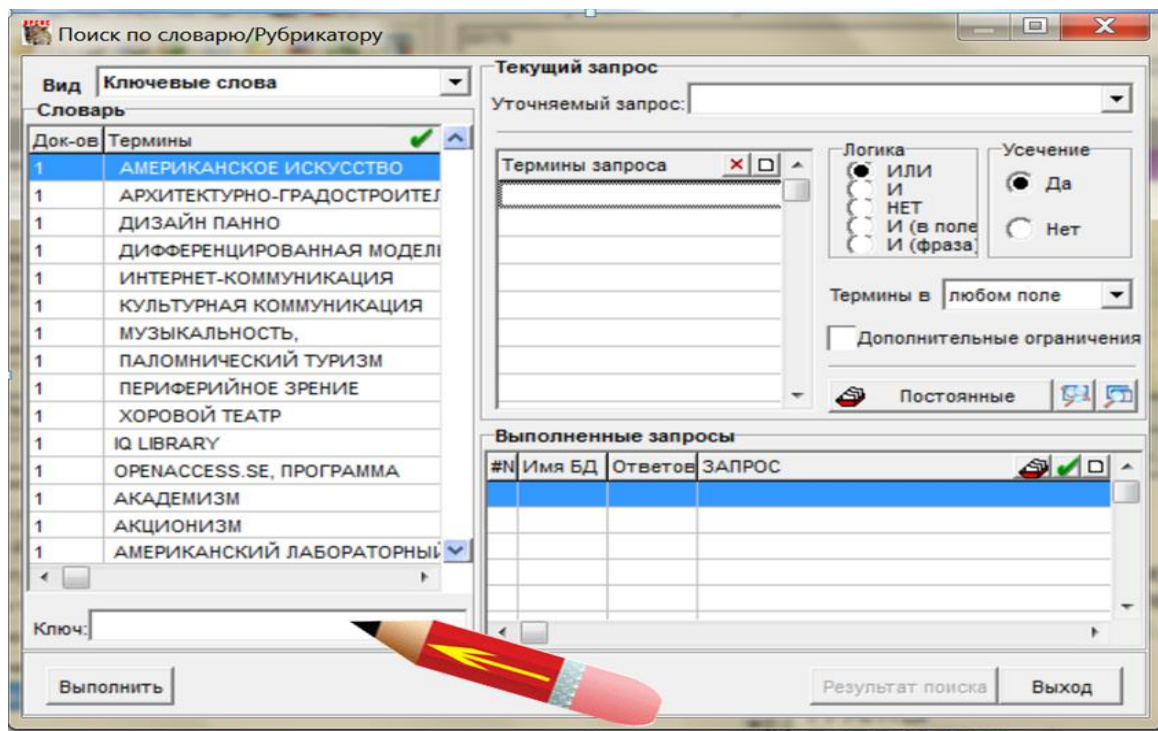 ИРБИС
Поиск по словарю/Рубрикатору
Вид Ключевые слова
Словарь
Док-ов Термины
1 АМЕРИКАНСКОЕ ИСКУССТВО
1 АРХИТЕКТУРНО-ГРАДОСТРОИТЕЛ
1 ДИЗАЙН ПАННО
1 ДИФФЕРЕНЦИРОВАННАЯ МОДЕЛЬ
1 ИНТЕРНЕТ-КОММУНИКАЦИЯ
1 КУЛЬТУРНАЯ КОММУНИКАЦИЯ
1 МУЗЫКАЛЬНОСТЬ,
1 ПАЛОМНИЧЕСКИЙ ТУРИЗМ
1 ПЕРИФЕРИЙНОЕ ЗРЕНИЕ
1 ХОРОВОЙ ТЕАТР
1 IQ LIBRARY
1 OPENACCESS.SE, ПРОГРАММА
1 АКАДЕМИЗМ
1 АКЦИОНИЗМ
1 АМЕРИКАНСКИЙ ЛАБОРАТОРНЫЙ
Ключ:
Выполнить
Текущий запрос
Уточняемый запрос:
Термины запроса
Логика
ИЛИ
И
НЕТ
И (в поле
И (фраза)
Усечение
Да
Нет
Термины в любом поле
Дополнительные ограничения
Постоянные
Выполненные запросы
#N Имя БД Ответов ЗАПРОС
Результат поиска Выход